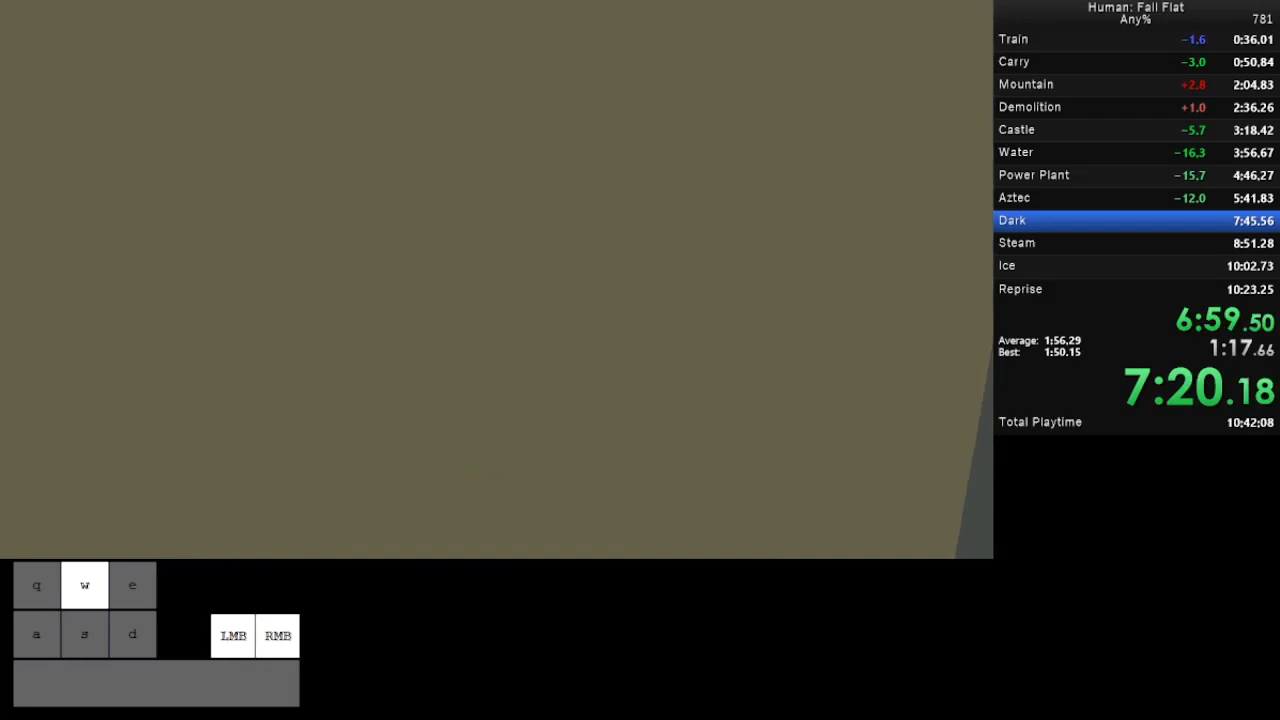 Human: Fall Flat
Any% 781
Train −1.6 0:36.01
Carry −3.0 0:50.84
Mountain +2.8 2:04.83
Demolition +1.0 2:36.26
Castle −5.7 3:18.42
Water −16.3 3:56.67
Power Plant −15.7 4:46.27
Aztec −12.0 5:41.83
Dark 7:45.56
Steam 8:51.28
Ice 10:02.73
Reprise 10:23.25
6:59.50
Average: 1:56.29
Best: 1:50.15
1:17.66
7:20.18
Total Playtime 10:42:08
q w e
a s d
LMB RMB